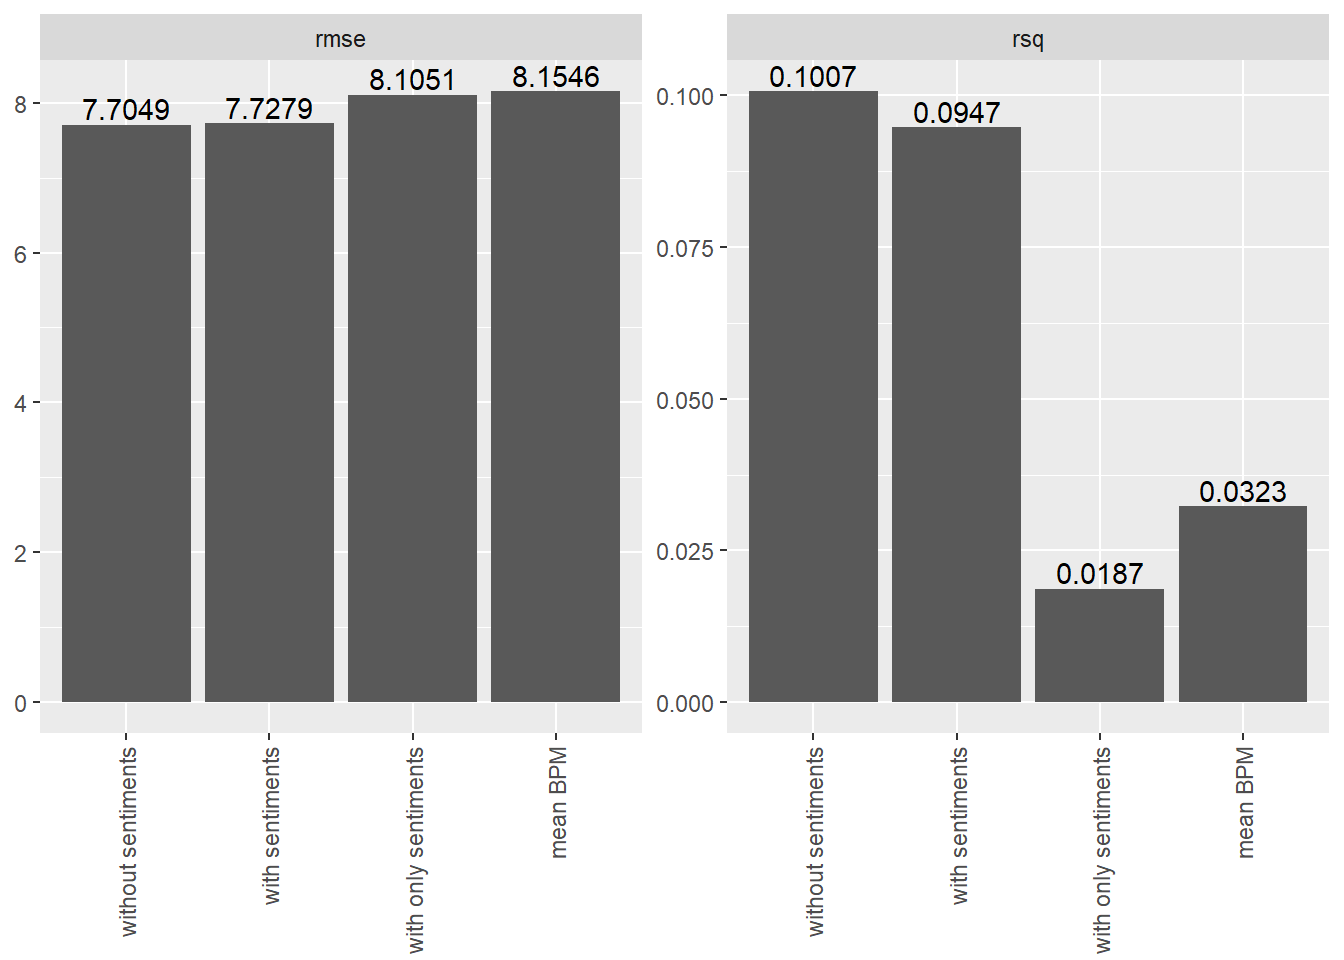 rmse
8
6
4
2
0
7.7049
7.7279
8.1051
8.1546
without sentiments
with sentiments
with only sentiments
mean BPM
rsq
0.100
0.075
0.050
0.025
0.000
0.1007
0.0947
0.0187
0.0323
without sentiments
with sentiments
with only sentiments
mean BPM